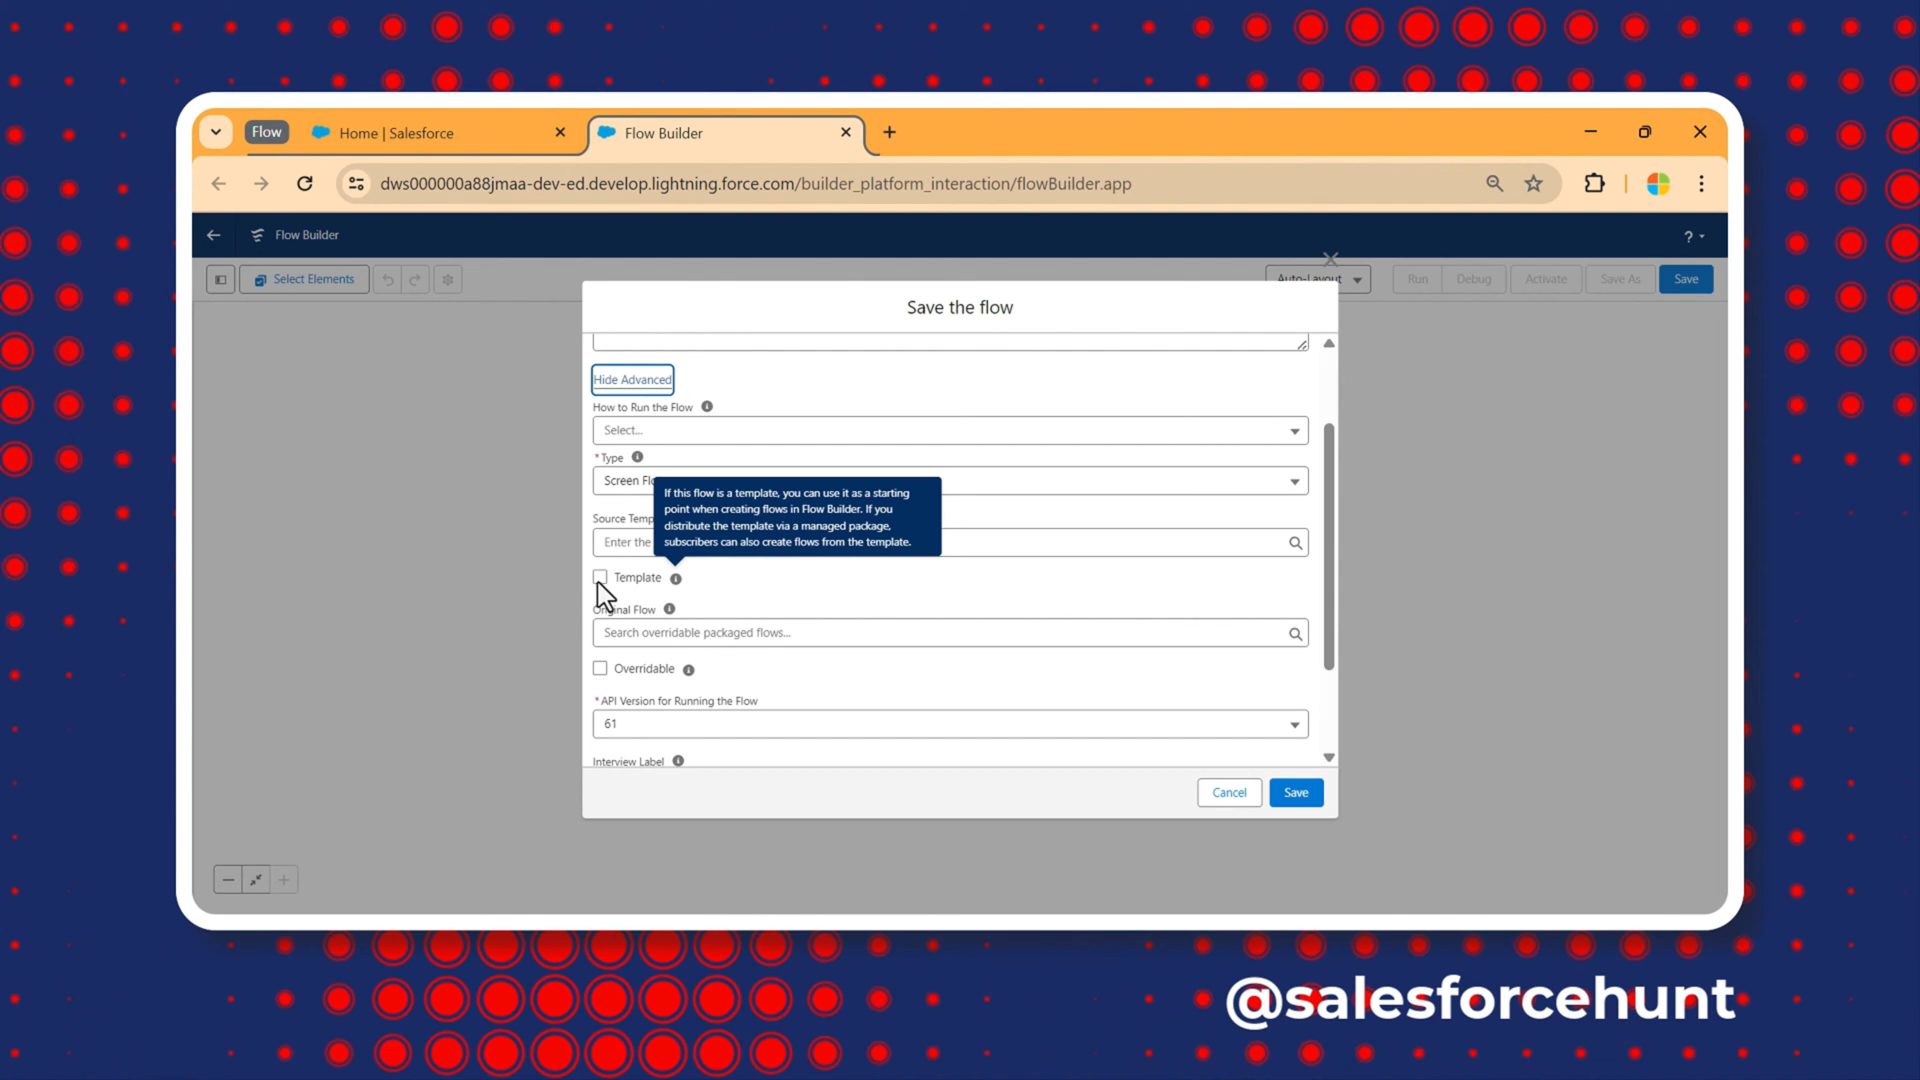 Flow
Home | Salesforce
Flow Builder
dws000000a88jmaa-dev-ed.develop.lightning.force.com/builder_platform_interaction/flowBuilder.app
Flow Builder
?
Select Elements
Auto-Layout
Run
Debug
Activate
Save As
Save
Save the flow
Hide Advanced
How to Run the Flow
Select...
* Type
Screen Flo
If this flow is a template, you can use it as a starting
point when creating flows in Flow Builder. If you
distribute the template via a managed package,
subscribers can also create flows from the template.
Source Temp
Enter the
Template
Original Flow
Search overridable packaged flows...
Overridable
* API Version for Running the Flow
61
Interview Label
Cancel
Save
@salesforcehunt